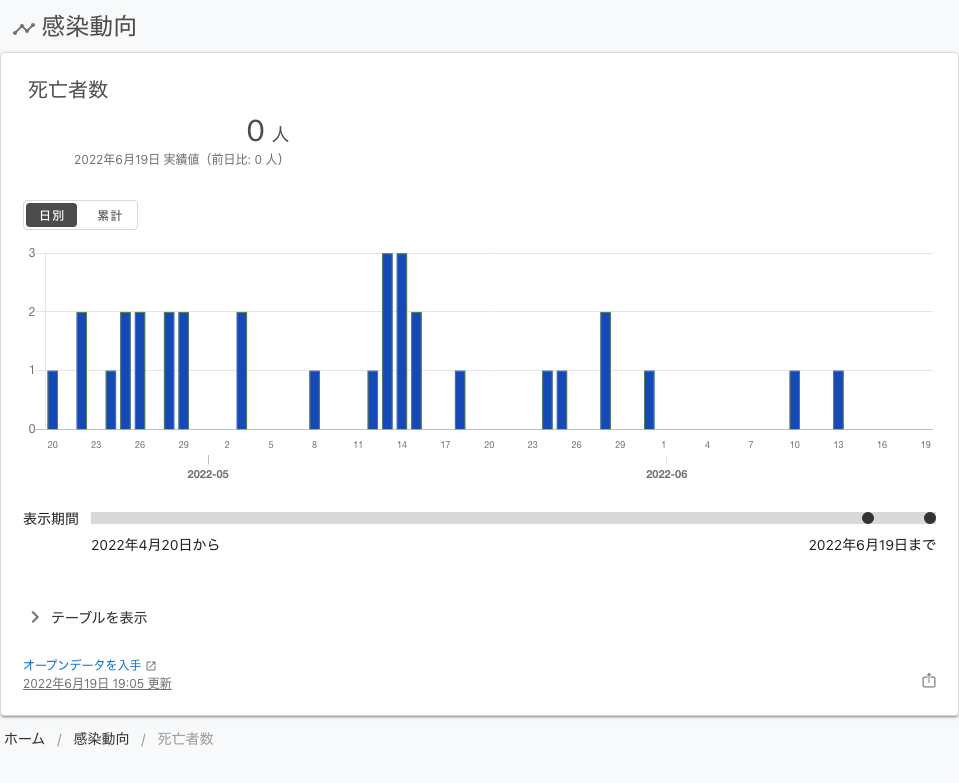 感染動向
死亡者数
0 人
2022年6月19日 実績値（前日比: 0 人）
日別 累計
3
2
1
0
20 23 26 29 2 5 8 11 14 17 20 23 26 29 1 4 7 10 13 16 19
2022-05 2022-06
表示期間
2022年4月20日から 2022年6月19日まで
テーブルを表示
オープンデータを入手
2022年6月19日 19:05 更新
ホーム / 感染動向 / 死亡者数